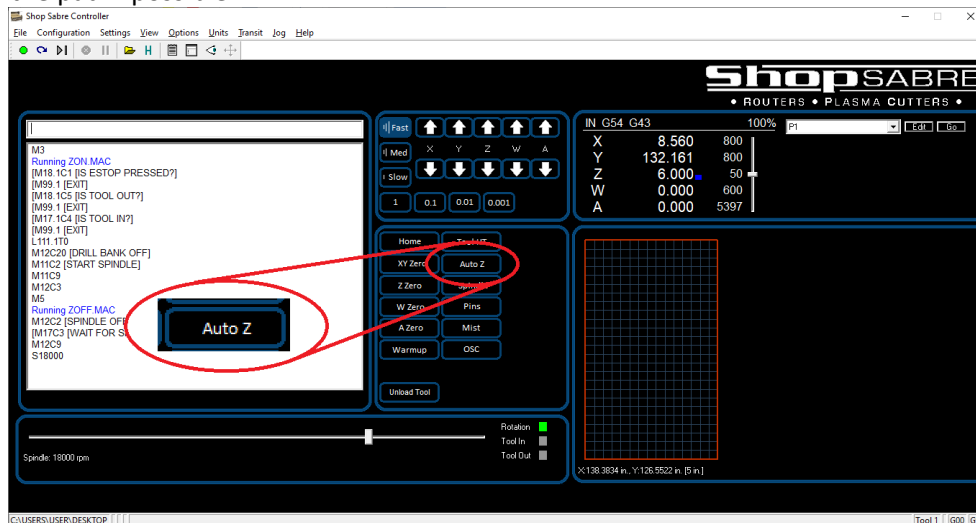 Shop Sabre Controller
File Configuration Settings View Options Units Transit Jog Help
ShopSABRE
• ROUTERS • PLASMA CUTTERS •
M3
Running ZON.MAC
[M18.1C1 [IS ESTOP PRESSED?]
[M99.1 [EXIT]
[M18.1C5 [IS TOOL OUT?]
[M99.1 [EXIT]
[M17.1C4 [IS TOOL IN?]
[M99.1 [EXIT]
L111.1T0
M12C20 [DRILL BANK OFF]
M11C2 [START SPINDLE]
M11C9
M12C3
M5
Running ZOFF.MAC
M12C2 [SPINDLE OFF
[M17C3 [WAIT FOR S
M12C9
S18000
Auto Z
Fast
Med X Y Z W A
Slow
1 0.1 0.01 0.001
Home Tool HT
XY Zero Auto Z
Z Zero Spindle
W Zero Pins
A Zero Mist
Warmup OSC
Unload Tool
IN G54 G43 100% P1 Edit Go
X 8.560 800
Y 132.161 800
Z 6.000 50
W 0.000 600
A 0.000 5397
Rotation
Tool In
Tool Out
Spindle: 18000 rpm
X:138.3834 in., Y:126.5522 in. [5 in.]
C:\USERS\USER\DESKTOP
Tool 1 G00 G